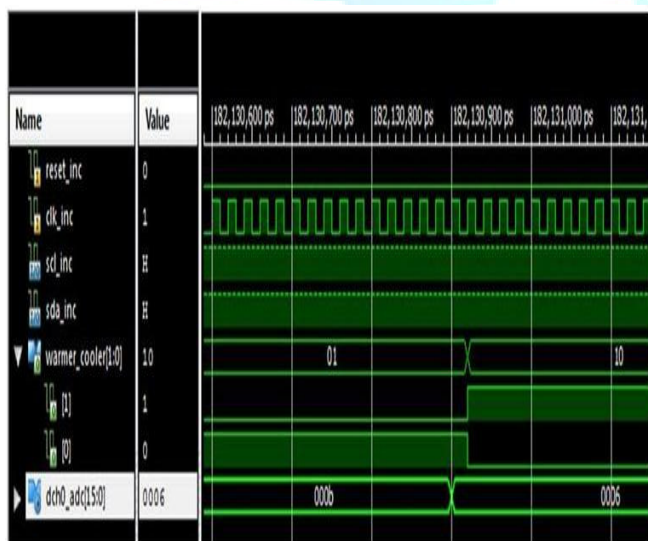 182,130,600 ps 182,130,700 ps 182,130,800 ps 182,130,900 ps 182,131,000 ps 182,131,
Name Value
reset_inc 0
clk_inc 1
scl_inc H
sda_inc H
warmer_cooler[1:0] 10 01 10
[1] 1
[0] 0
dch0_adc[15:0] 0006 000b 0006